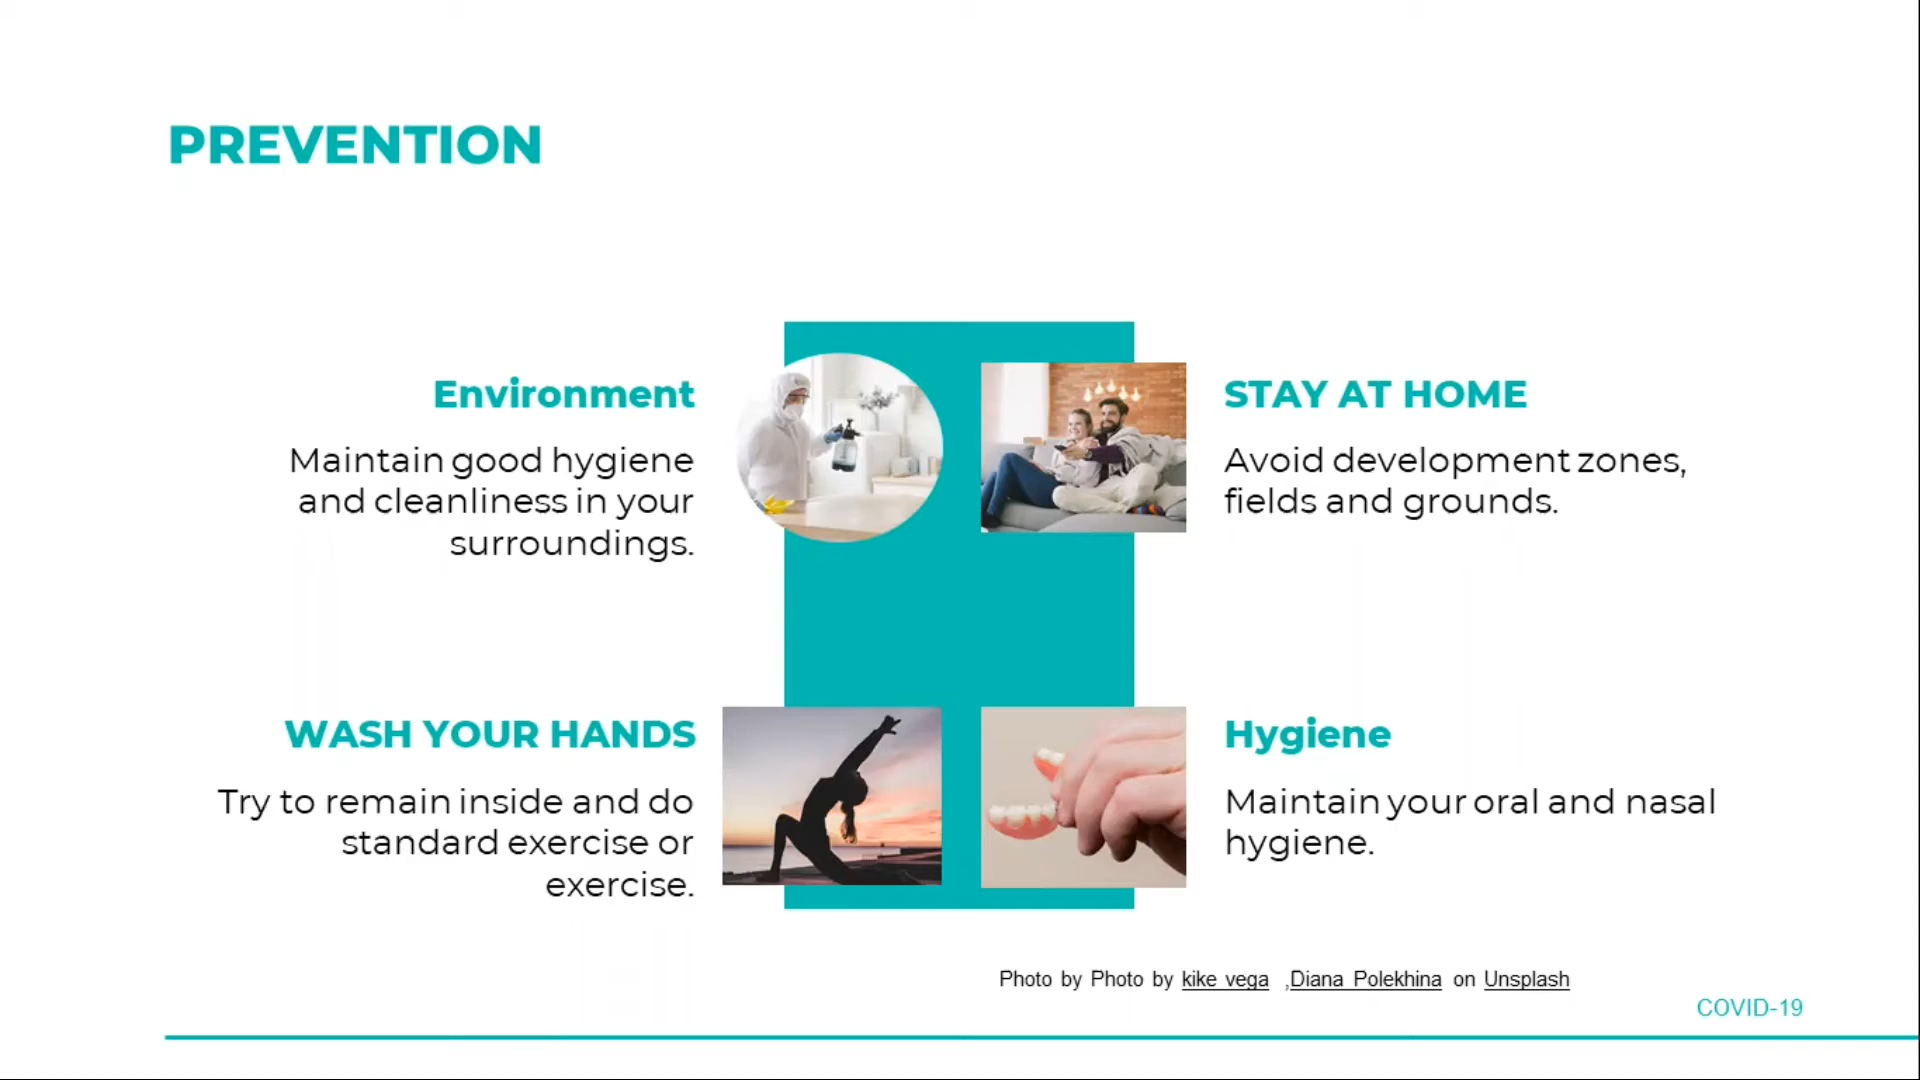 PREVENTION
Environment
Maintain good hygiene
and cleanliness in your
surroundings.
STAY AT HOME
Avoid development zones,
fields and grounds.
WASH YOUR HANDS
Try to remain inside and do
standard exercise or
exercise.
Hygiene
Maintain your oral and nasal
hygiene.
Photo by Photo by kike vega ,Diana Polekhina on Unsplash
COVID-19